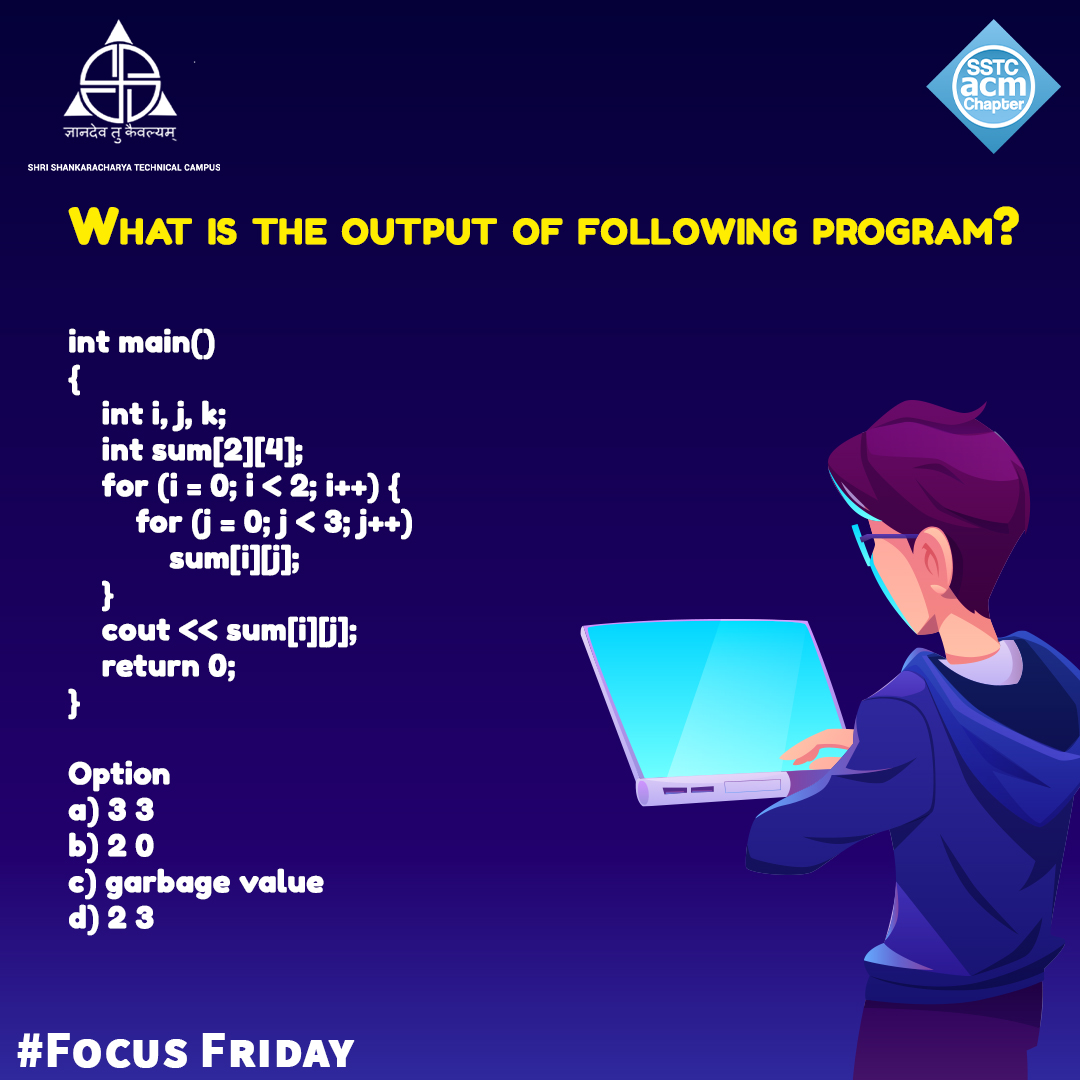 ज्ञानदेव तु कैवल्यम्
SHRI SHANKARACHARYA TECHNICAL CAMPUS
SSTC
acm
Chapter
WHAT IS THE OUTPUT OF FOLLOWING PROGRAM?
int main()
{
int i, j, k;
int sum[2][4];
for (i = 0; i < 2; i++) {
for (j = 0; j < 3; j++)
sum[i][j];
}
cout << sum[i][j];
return 0;
}
Option
a) 3 3
b) 2 0
c) garbage value
d) 2 3
#FOCUS FRIDAY